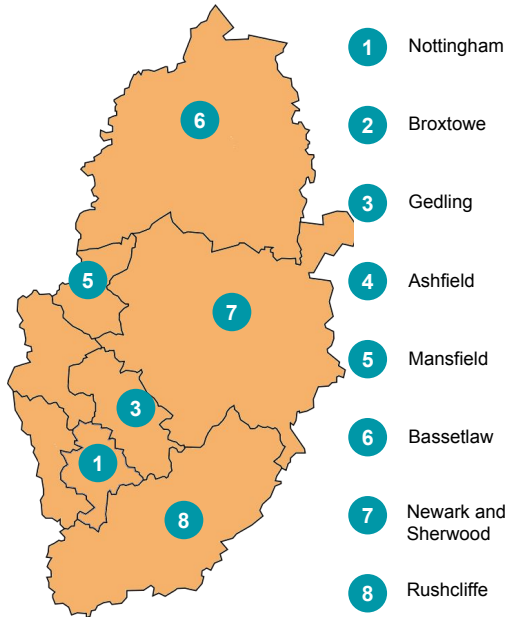 1 Nottingham
2 Broxtowe
3 Gedling
4 Ashfield
5 Mansfield
6 Bassetlaw
7 Newark and
Sherwood
8 Rushcliffe
6
5
7
3
1
8